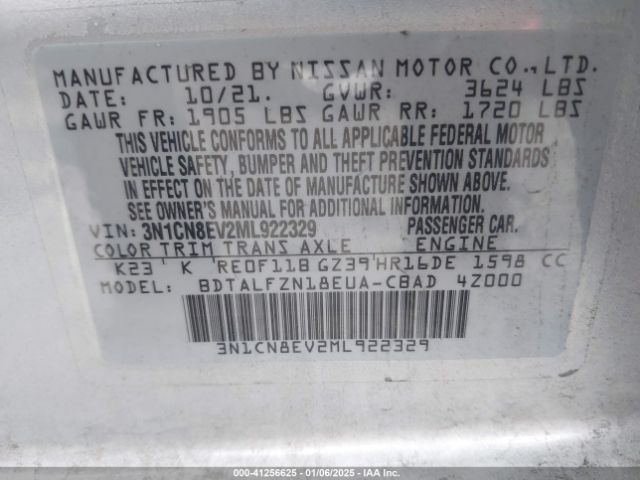 MANUFACTURED BY NISSAN MOTOR CO., LTD.
DATE: 10/21. GVWR: 3624 LBS
GAWR FR: 1905 LBS GAWR RR: 1720 LBS
THIS VEHICLE CONFORMS TO ALL APPLICABLE FEDERAL MOTOR
VEHICLE SAFETY, BUMPER AND THEFT PREVENTION STANDARDS
IN EFFECT ON THE DATE OF MANUFACTURE SHOWN ABOVE.
SEE OWNER'S MANUAL FOR ADDITIONAL INFORMATION.
VIN: 3N1CN8EV2ML922329 PASSENGER CAR.
COLOR TRIM TRANS AXLE ENGINE
K23 K RE0F11B GZ39 HR16DE 1598 CC
MODEL: BDTALFZN18EUA-CBAD 4Z000
3N1CN8EV2ML922329
000-41256625 - 01/06/2025 - IAA Inc.